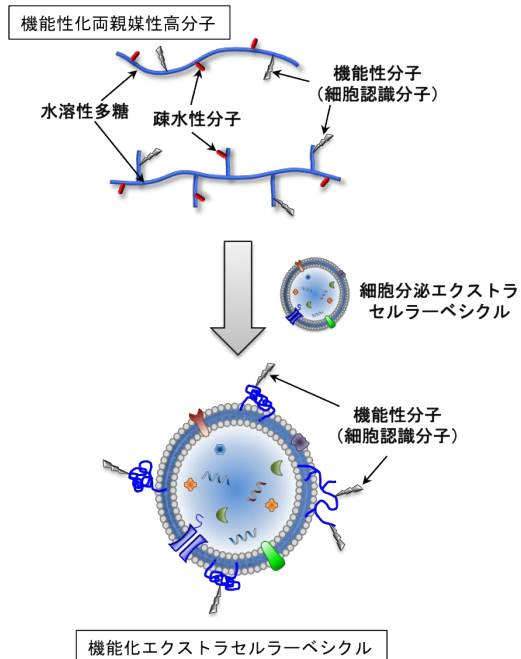 機能性化両親媒性高分子
機能性分子
（細胞認識分子）
水溶性多糖
疎水性分子
細胞分泌エクストラ
セルラーベシクル
機能性分子
（細胞認識分子）
機能化エクストラセルラーベシクル